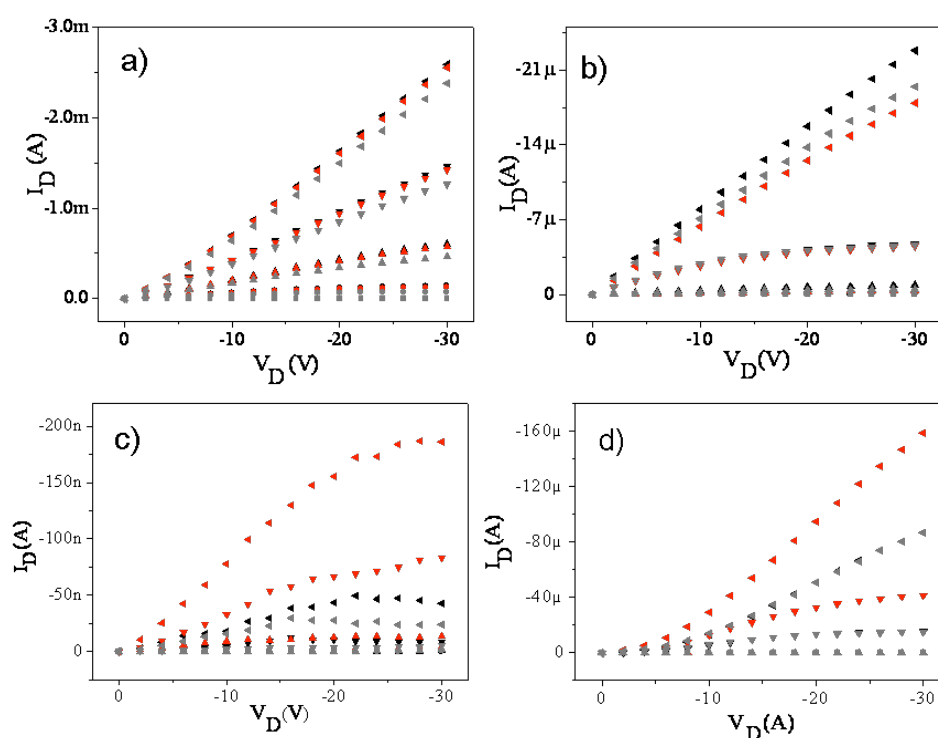 a)
-3.0m
-2.0m
-1.0m
0.0
I_D (A)
0 -10 -20 -30
V_D (V)
b)
-21µ
-14µ
-7µ
0
I_D(A)
0 -10 -20 -30
V_D(V)
c)
-200n
-150n
-100n
-50n
0
I_D(A)
0 -10 -20 -30
V_D(V)
d)
-160µ
-120µ
-80µ
-40µ
0
I_D(A)
0 -10 -20 -30
V_D(A)